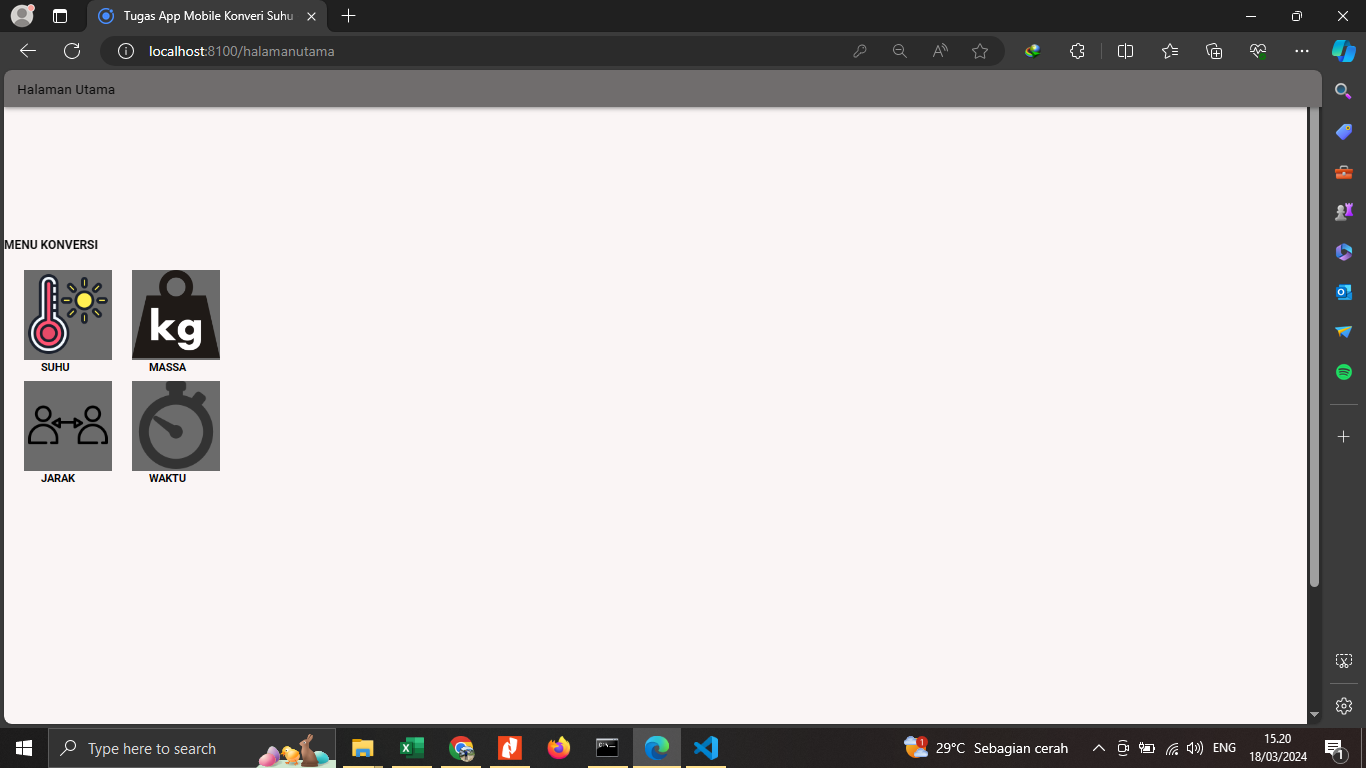 Tugas App Mobile Konveri Suhu
localhost:8100/halamanutama
Halaman Utama
MENU KONVERSI
kg
SUHU
MASSA
JARAK
WAKTU
Type here to search
1
29°C Sebagian cerah
ENG
15.20
18/03/2024
1